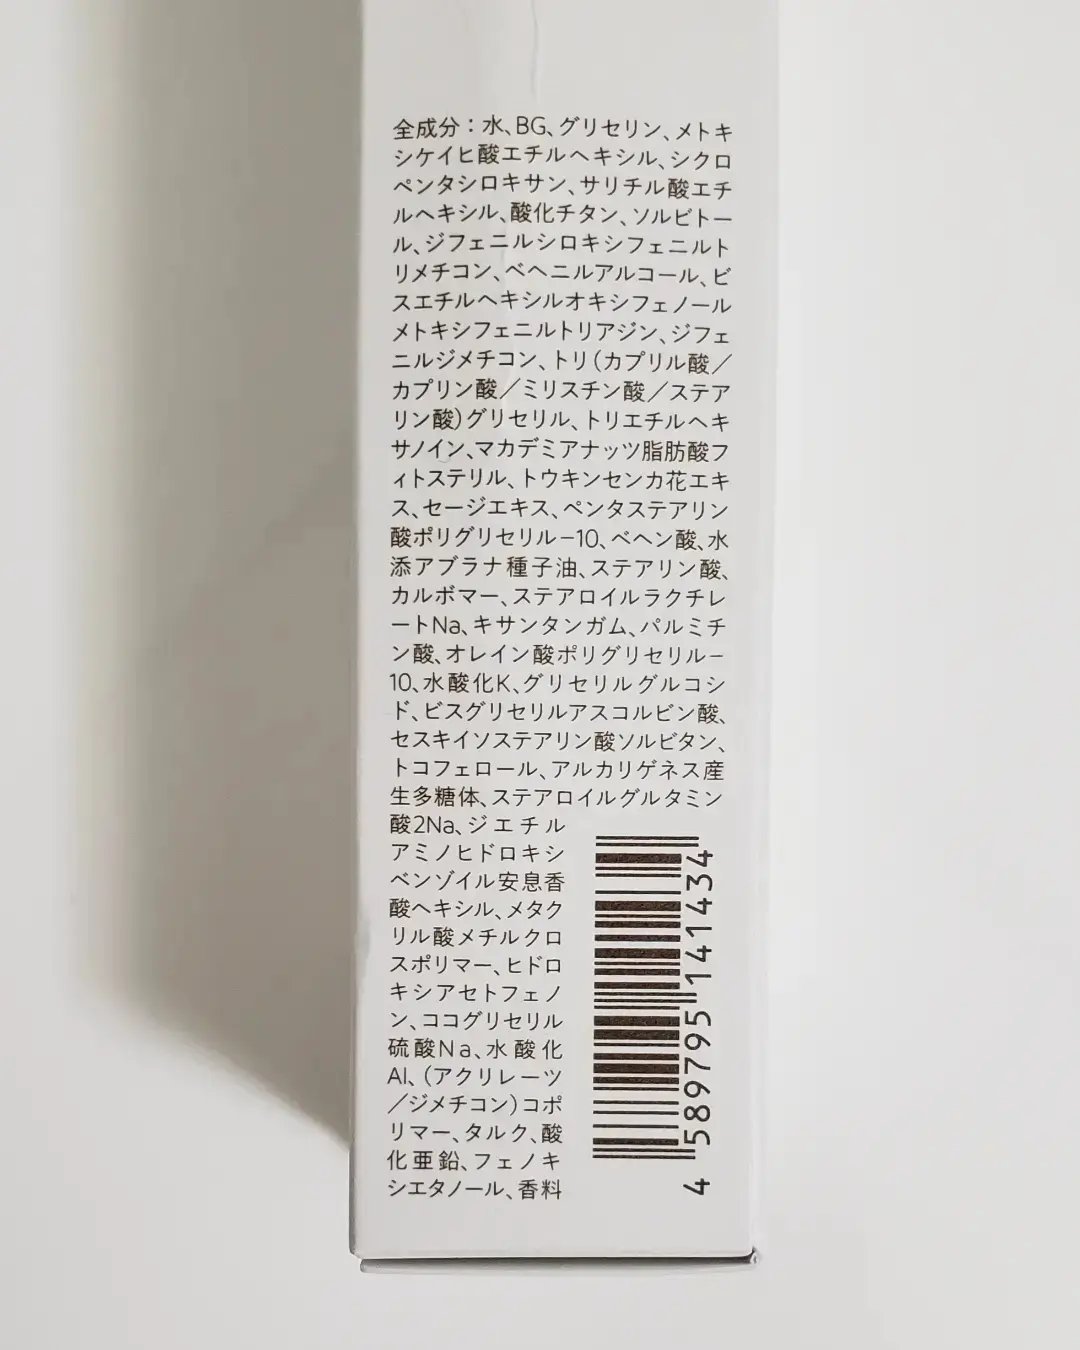 全成分：水、BG、グリセリン、メトキ
シケイヒ酸エチルヘキシル、シクロ
ペンタシロキサン、サリチル酸エチ
ルヘキシル、酸化チタン、ソルビトー
ル、ジフェニルシロキシフェニルト
リメチコン、ベヘニルアルコール、ビ
スエチルヘキシルオキシフェノール
メトキシフェニルトリアジン、ジフェ
ニルジメチコン、トリ（カプリル酸／
カプリン酸／ミリスチン酸／ステア
リン酸）グリセリル、トリエチルヘキ
サノイン、マカデミアナッツ脂肪酸フ
ィトステリル、トウキンセンカ花エキ
ス、セージエキス、ペンタステアリン
酸ポリグリセリル－10、ベヘン酸、水
添アブラナ種子油、ステアリン酸、
カルボマー、ステアロイルラクチレ
ートNa、キサンタンガム、パルミチ
ン酸、オレイン酸ポリグリセリル－
10、水酸化K、グリセリルグルコシ
ド、ビスグリセリルアスコルビン酸、
セスキイソステアリン酸ソルビタン、
トコフェロール、アルカリゲネス産
生多糖体、ステアロイルグルタミン
酸2Na、ジエチル
アミノヒドロキシ
ベンゾイル安息香
酸ヘキシル、メタク
リル酸メチルクロ
スポリマー、ヒドロ
キシアセトフェノ
ン、ココグリセリル
硫酸Na、水酸化
Al、（アクリレーツ
／ジメチコン）コポ
リマー、タルク、酸
化亜鉛、フェノキ
シエタノール、香料
4 589795 141434